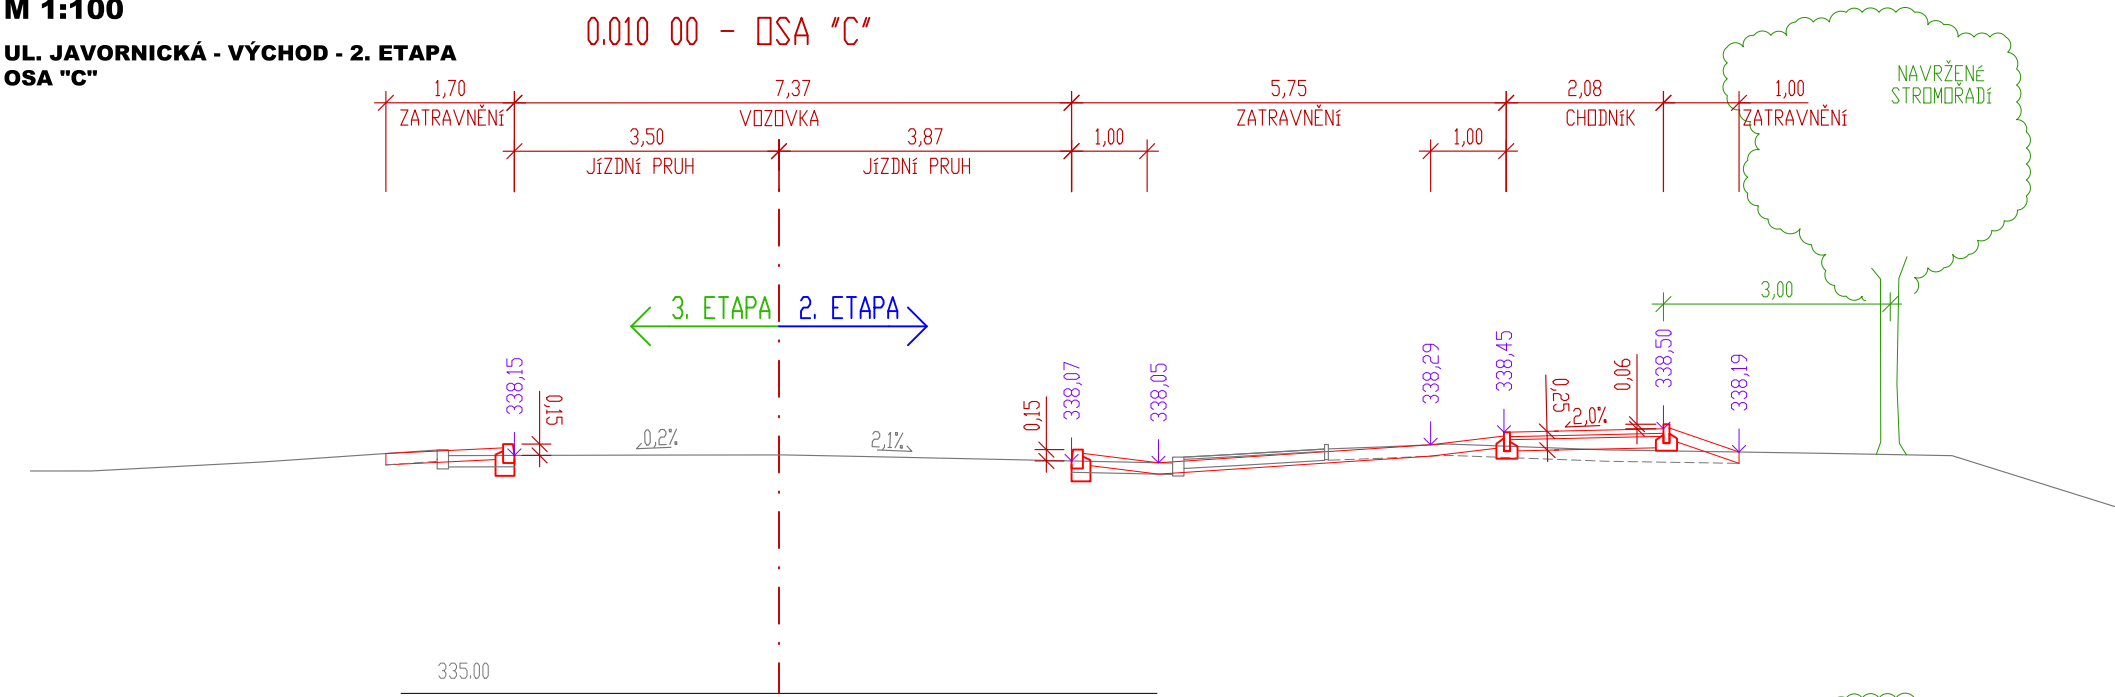 M 1:100
0.010 00 - OSA "C"
UL. JAVORNICKÁ - VÝCHOD - 2. ETAPA
OSA "C"
NAVRŽENÉ
STROMOŘADÍ
1,70
7,37
5,75
2,08
1,00
ZATRAVNĚNÍ
VOZOVKA
ZATRAVNĚNÍ
CHODNÍK
ZATRAVNĚNÍ
3,50
3,87
1,00
1,00
JÍZDNÍ PRUH
JÍZDNÍ PRUH
3. ETAPA
2. ETAPA
3,00
338,15
0,15
0,2%
2,1%
0,15
338,07
338,05
338,29
338,45
0,25
2,0%
0,06
338,50
338,19
335.00